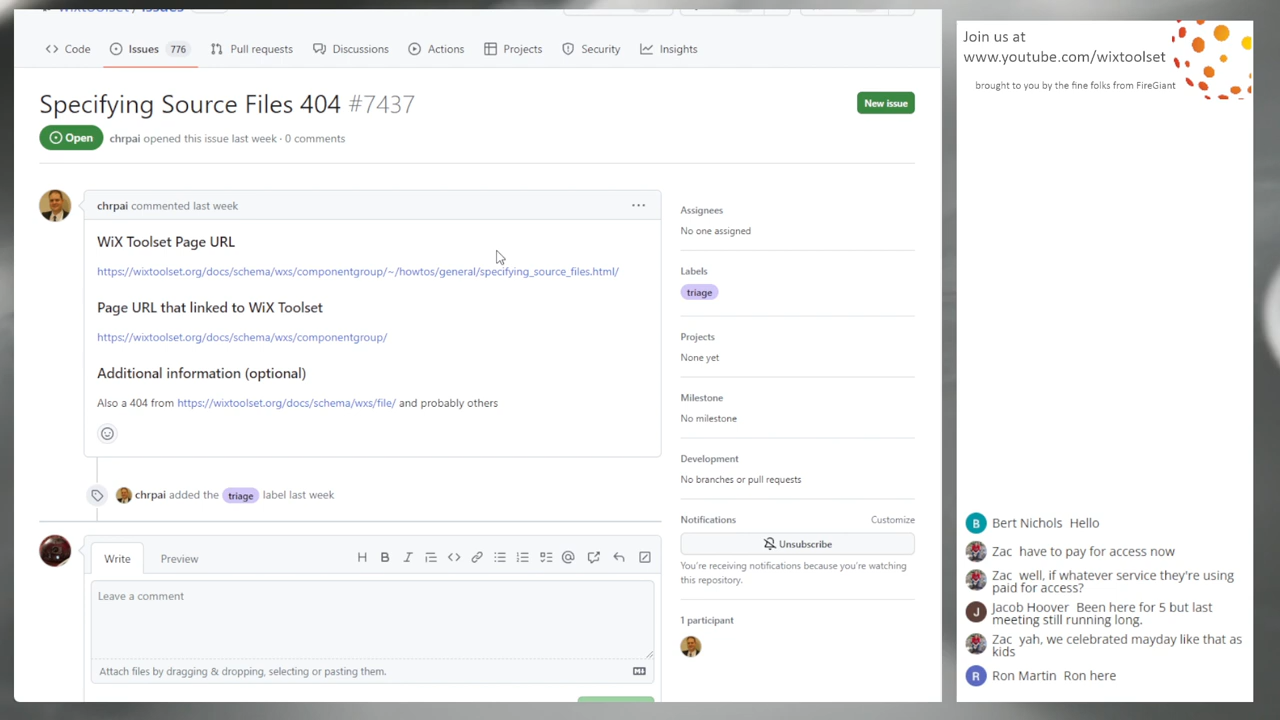 wixtoolset / issues
Code
Issues 776
Pull requests
Discussions
Actions
Projects
Security
Insights
Specifying Source Files 404 #7437
New issue
Open
chrpai opened this issue last week · 0 comments
chrpai commented last week
WiX Toolset Page URL
https://wixtoolset.org/docs/schema/wxs/componentgroup/~/howtos/general/specifying_source_files.html/
Page URL that linked to WiX Toolset
https://wixtoolset.org/docs/schema/wxs/componentgroup/
Additional information (optional)
Also a 404 from https://wixtoolset.org/docs/schema/wxs/file/ and probably others
chrpai added the triage label last week
Write
Preview
Leave a comment
Attach files by dragging & dropping, selecting or pasting them.
Assignees
No one assigned
Labels
triage
Projects
None yet
Milestone
No milestone
Development
No branches or pull requests
Notifications
Customize
Unsubscribe
You're receiving notifications because you're watching
this repository.
1 participant
Join us at
www.youtube.com/wixtoolset
brought to you by the fine folks from FireGiant
Bert Nichols Hello
Zac have to pay for access now
Zac well, if whatever service they're using
paid for access?
Jacob Hoover Been here for 5 but last
meeting still running long.
Zac yah, we celebrated mayday like that as
kids
Ron Martin Ron here